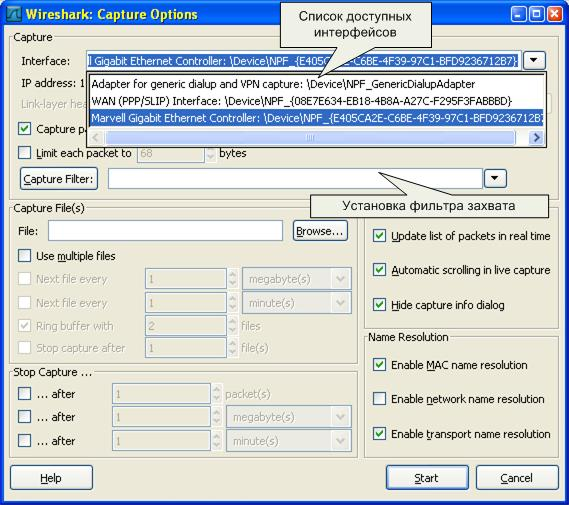 Wireshark: Capture Options
Список доступных
интерфейсов
Capture
Interface: l Gigabit Ethernet Controller: \Device\NPF_{E405CA2E-C6BE-4F39-97C1-BFD9236712B7}
IP address: 1
Adapter for generic dialup and VPN capture: \Device\NPF_GenericDialupAdapter
WAN (PPP/SLIP) Interface: \Device\NPF_{08E7E634-EB18-4B8A-A27C-F295F3FABBBD}
Link-layer hea
Marvell Gigabit Ethernet Controller: \Device\NPF_{E405CA2E-C6BE-4F39-97C1-BFD9236712B7
Capture p
Limit each packet to 68 bytes
Capture Filter:
Установка фильтра захвата
Capture File(s)
File: Browse...
Update list of packets in real time
Use multiple files
Automatic scrolling in live capture
Next file every 1 megabyte(s)
Next file every 1 minute(s)
Hide capture info dialog
Ring buffer with 2 files
Stop capture after 1 file(s)
Name Resolution
Enable MAC name resolution
Stop Capture ...
... after 1 packet(s)
Enable network name resolution
... after 1 megabyte(s)
Enable transport name resolution
... after 1 minute(s)
Help Start Cancel